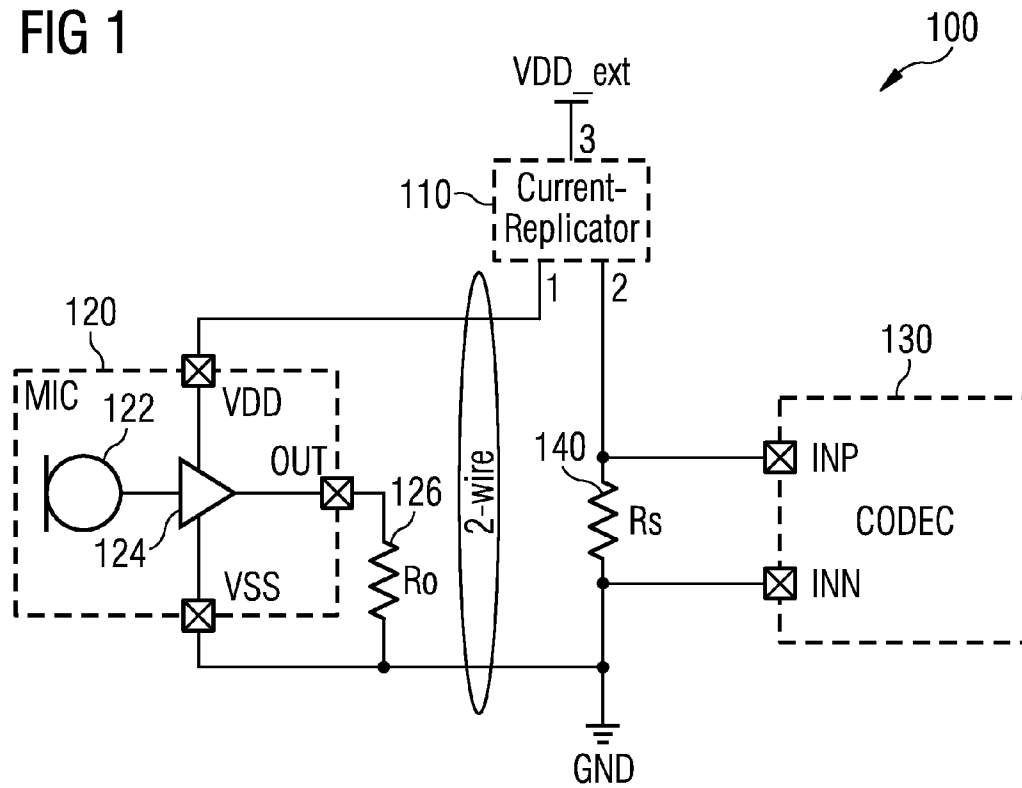 FIG 1
100
VDD_ext
3
110
Current-
Replicator
1
2
120
130
MIC
122
VDD
OUT
126
140
INP
2-wire
Rs
CODEC
124
Ro
VSS
INN
GND